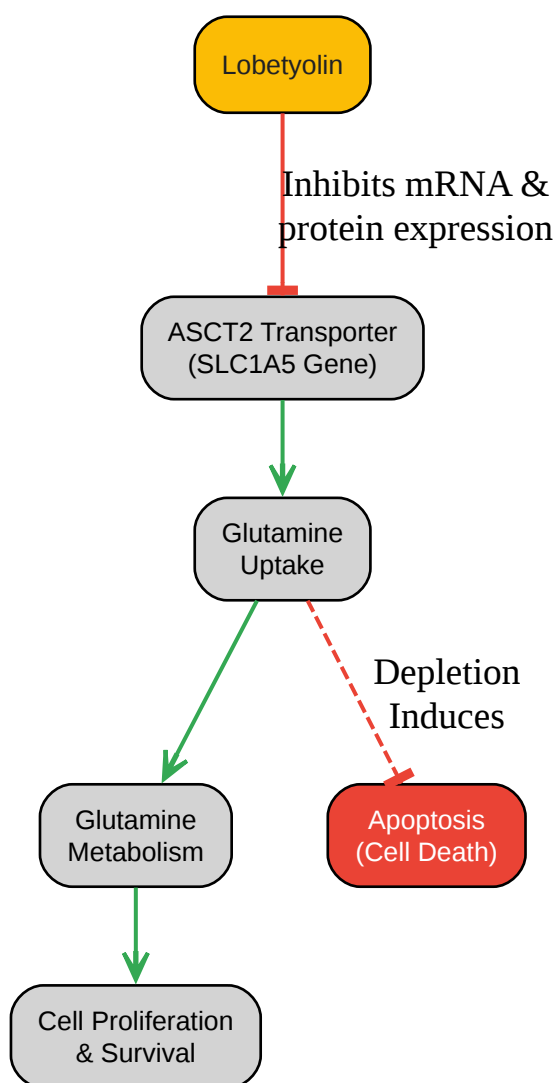 Lobetyolin
Inhibits mRNA &
protein expression
ASCT2 Transporter
(SLC1A5 Gene)
Glutamine
Uptake
Depletion
Induces
Glutamine
Metabolism
Apoptosis
(Cell Death)
Cell Proliferation
& Survival